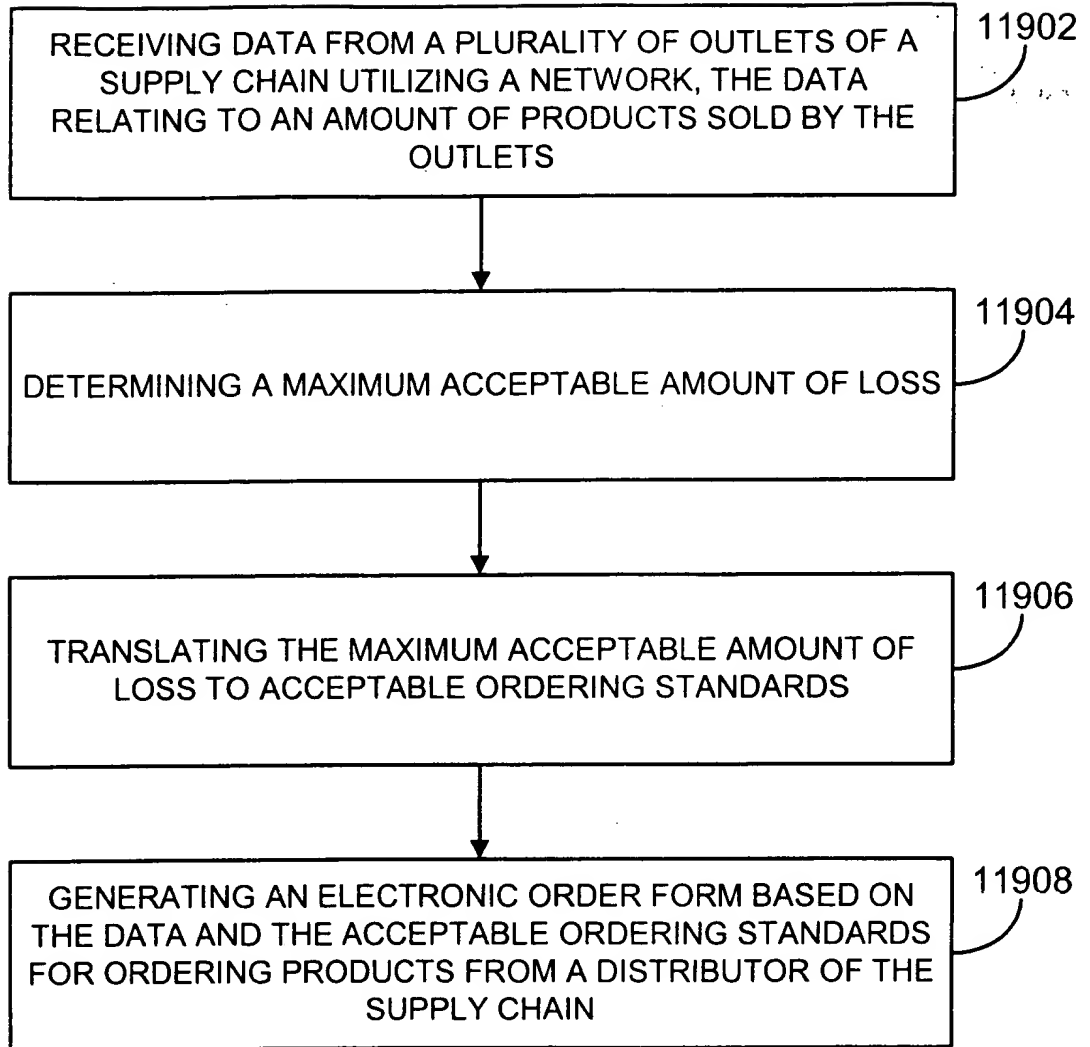 RECEIVING DATA FROM A PLURALITY OF OUTLETS OF A
SUPPLY CHAIN UTILIZING A NETWORK, THE DATA
RELATING TO AN AMOUNT OF PRODUCTS SOLD BY THE
OUTLETS
11902
DETERMINING A MAXIMUM ACCEPTABLE AMOUNT OF LOSS
11904
TRANSLATING THE MAXIMUM ACCEPTABLE AMOUNT OF
LOSS TO ACCEPTABLE ORDERING STANDARDS
11906
GENERATING AN ELECTRONIC ORDER FORM BASED ON
THE DATA AND THE ACCEPTABLE ORDERING STANDARDS
FOR ORDERING PRODUCTS FROM A DISTRIBUTOR OF THE
SUPPLY CHAIN
11908